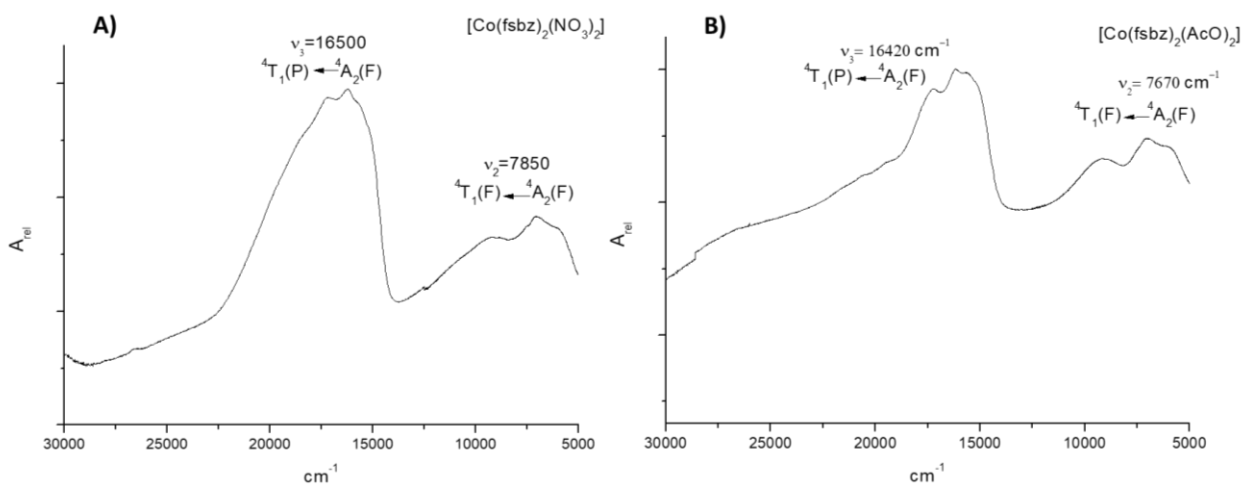 A)
[Co(fsbz)₂(NO₃)₂]
ν₃=16500
⁴T₁(P) ← ⁴A₂(F)
ν₂=7850
⁴T₁(F) ← ⁴A₂(F)
A_rel
30000 25000 20000 15000 10000 5000
cm⁻¹
B)
[Co(fsbz)₂(AcO)₂]
ν₃= 16420 cm⁻¹
⁴T₁(P) ← ⁴A₂(F)
ν₂= 7670 cm⁻¹
⁴T₁(F) ← ⁴A₂(F)
A_rel
30000 25000 20000 15000 10000 5000
cm⁻¹